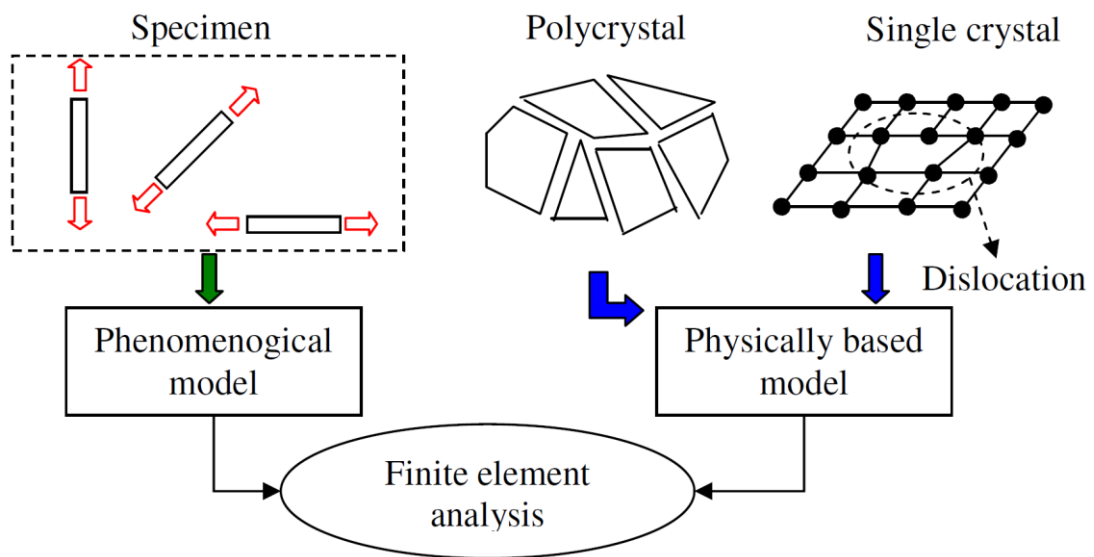 Specimen
Polycrystal
Single crystal
Dislocation
Phenomenogical
model
Physically based
model
Finite element
analysis